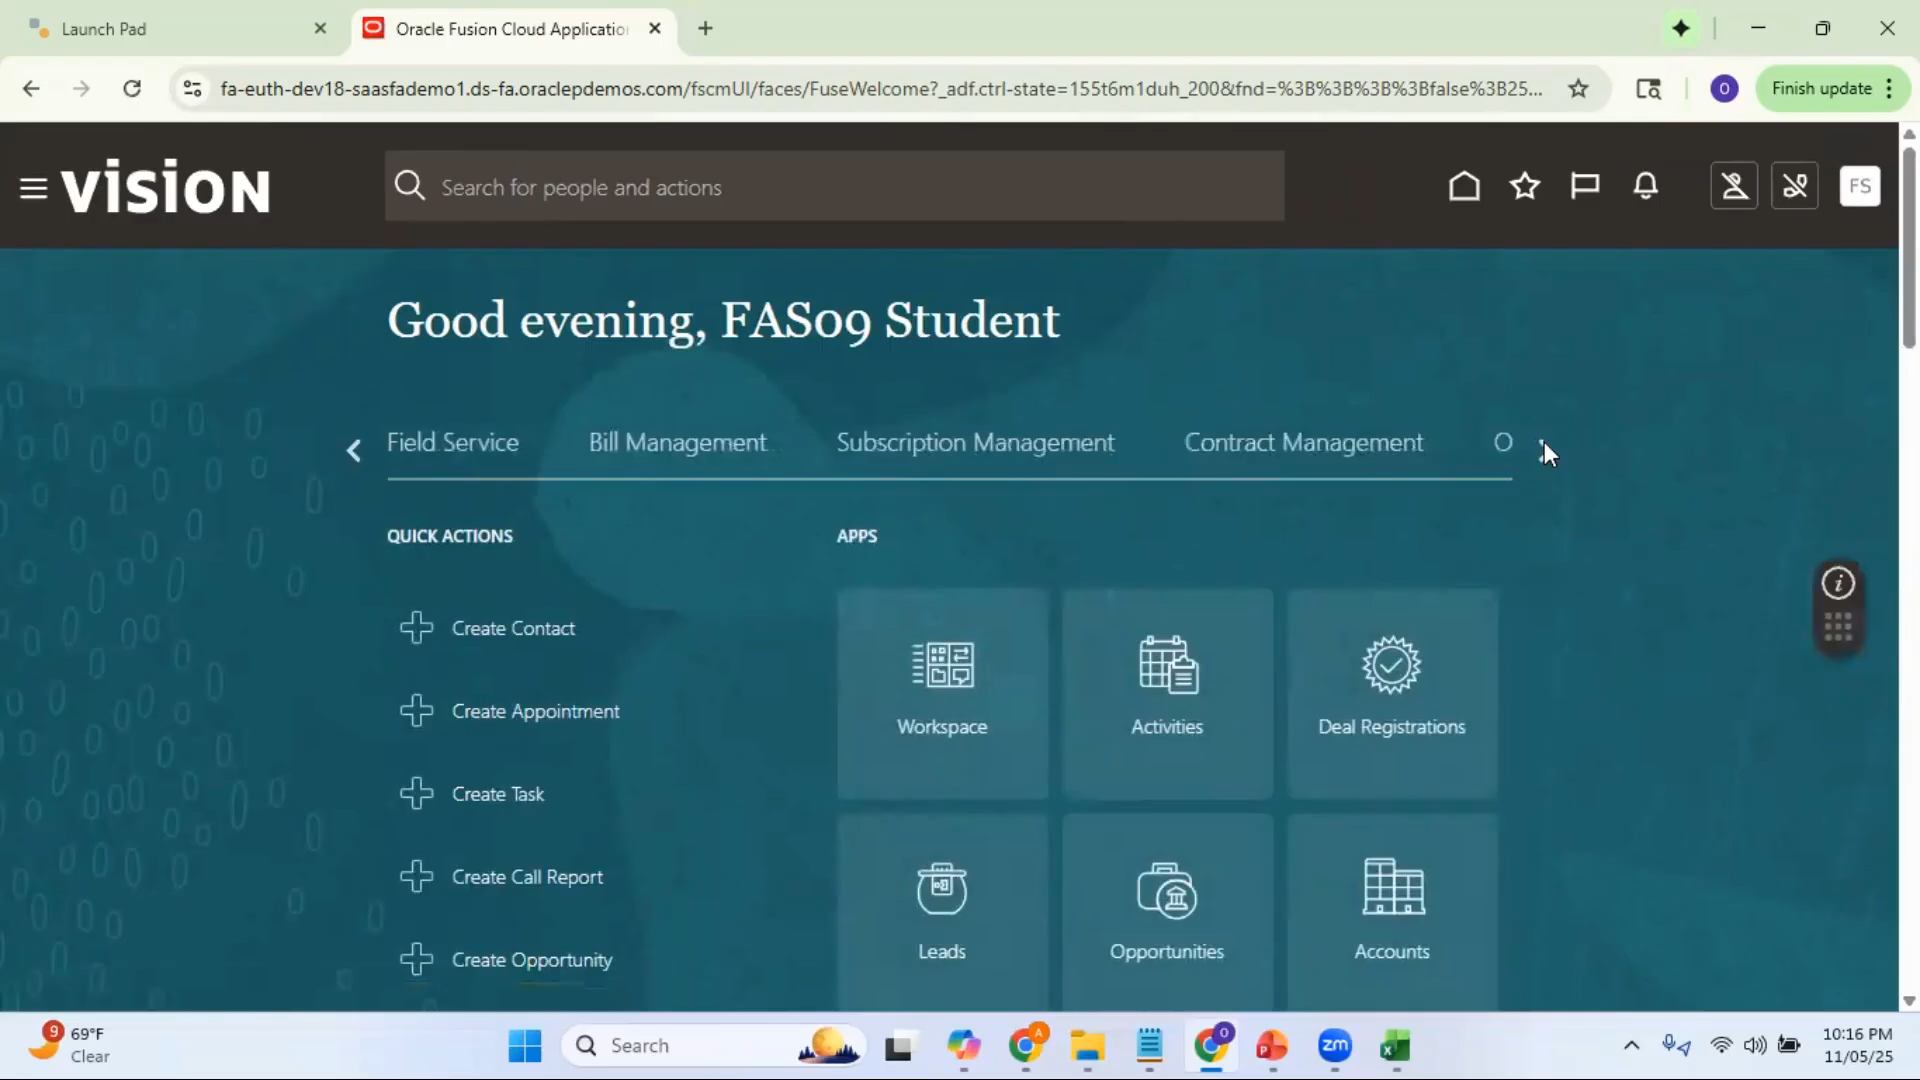 Launch Pad
Oracle Fusion Cloud Applicatio
fa-euth-dev18-saasfademo1.ds-fa.oraclepdemos.com/fscmUI/faces/FuseWelcome?_adf.ctrl-state=155t6m1duh_200&fnd=%3B%3B%3B%3Bfalse%3B25...
O
Finish update
VISION
Search for people and actions
FS
Good evening, FAS09 Student
Field Service
Bill Management
Subscription Management
Contract Management
O
QUICK ACTIONS
APPS
Create Contact
Create Appointment
Create Task
Create Call Report
Create Opportunity
Workspace
Activities
Deal Registrations
Leads
Opportunities
Accounts
9
69°F
Clear
Search
A
O
zm
10:16 PM
11/05/25